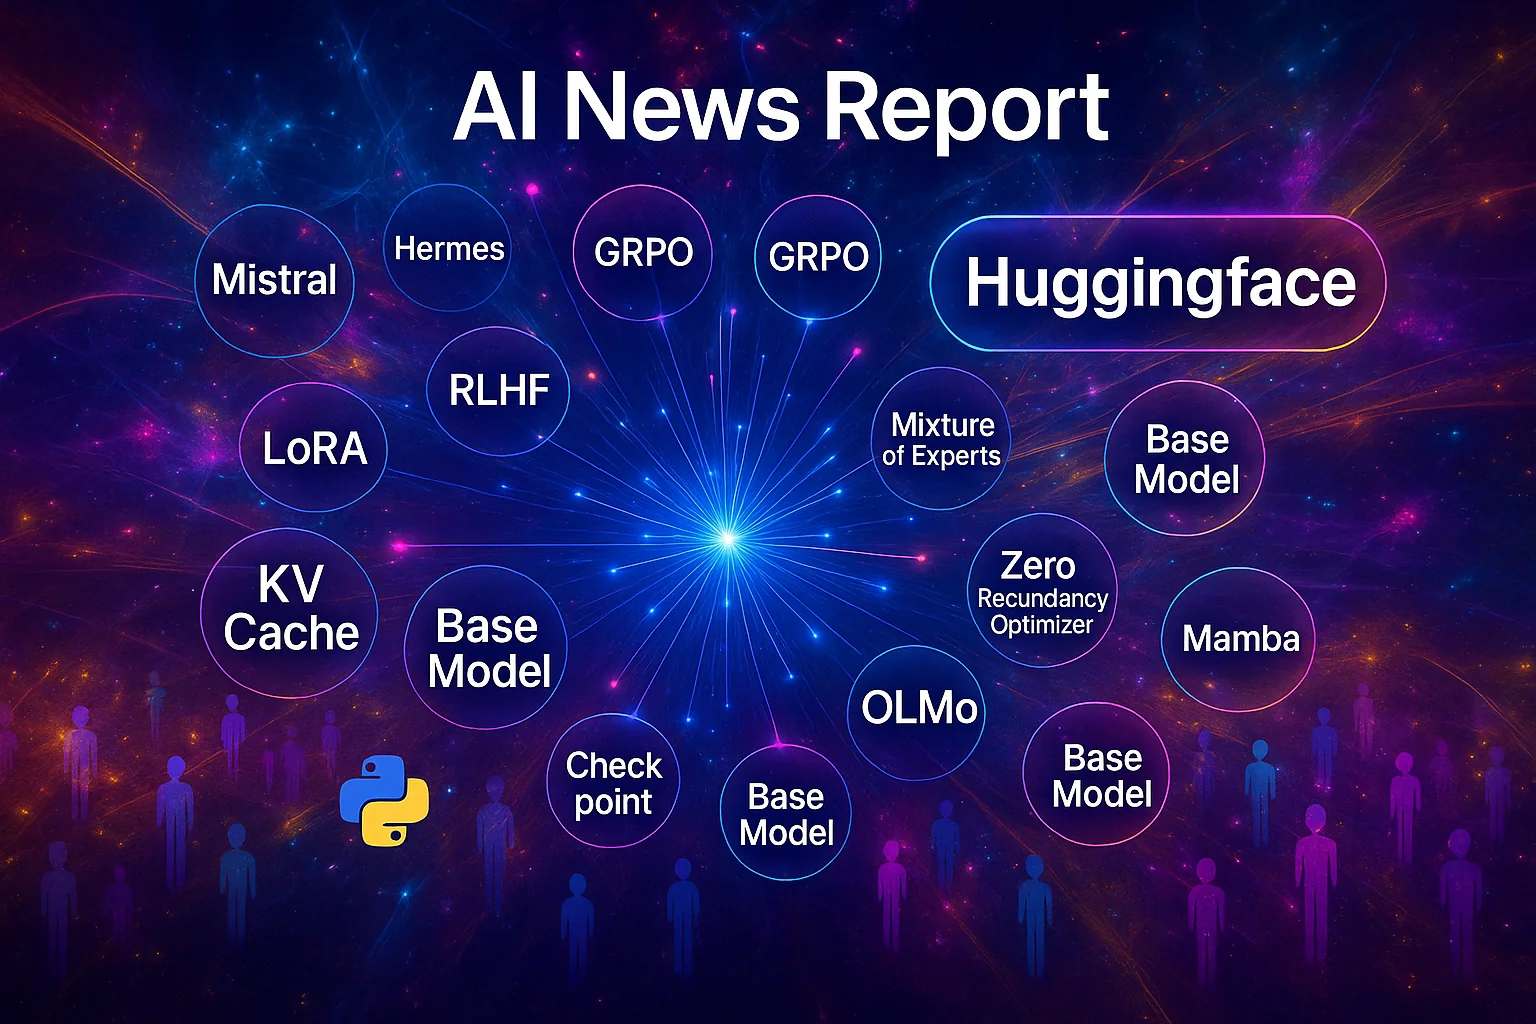 AI News Report
Mistral
Hermes
GRPO
GRPO
Huggingface
RLHF
LoRA
Mixture
of Experts
Base
Model
KV
Cache
Base
Model
Zero
Recundancy
Optimizer
Mamba
OLMo
Check
point
Base
Model
Base
Model